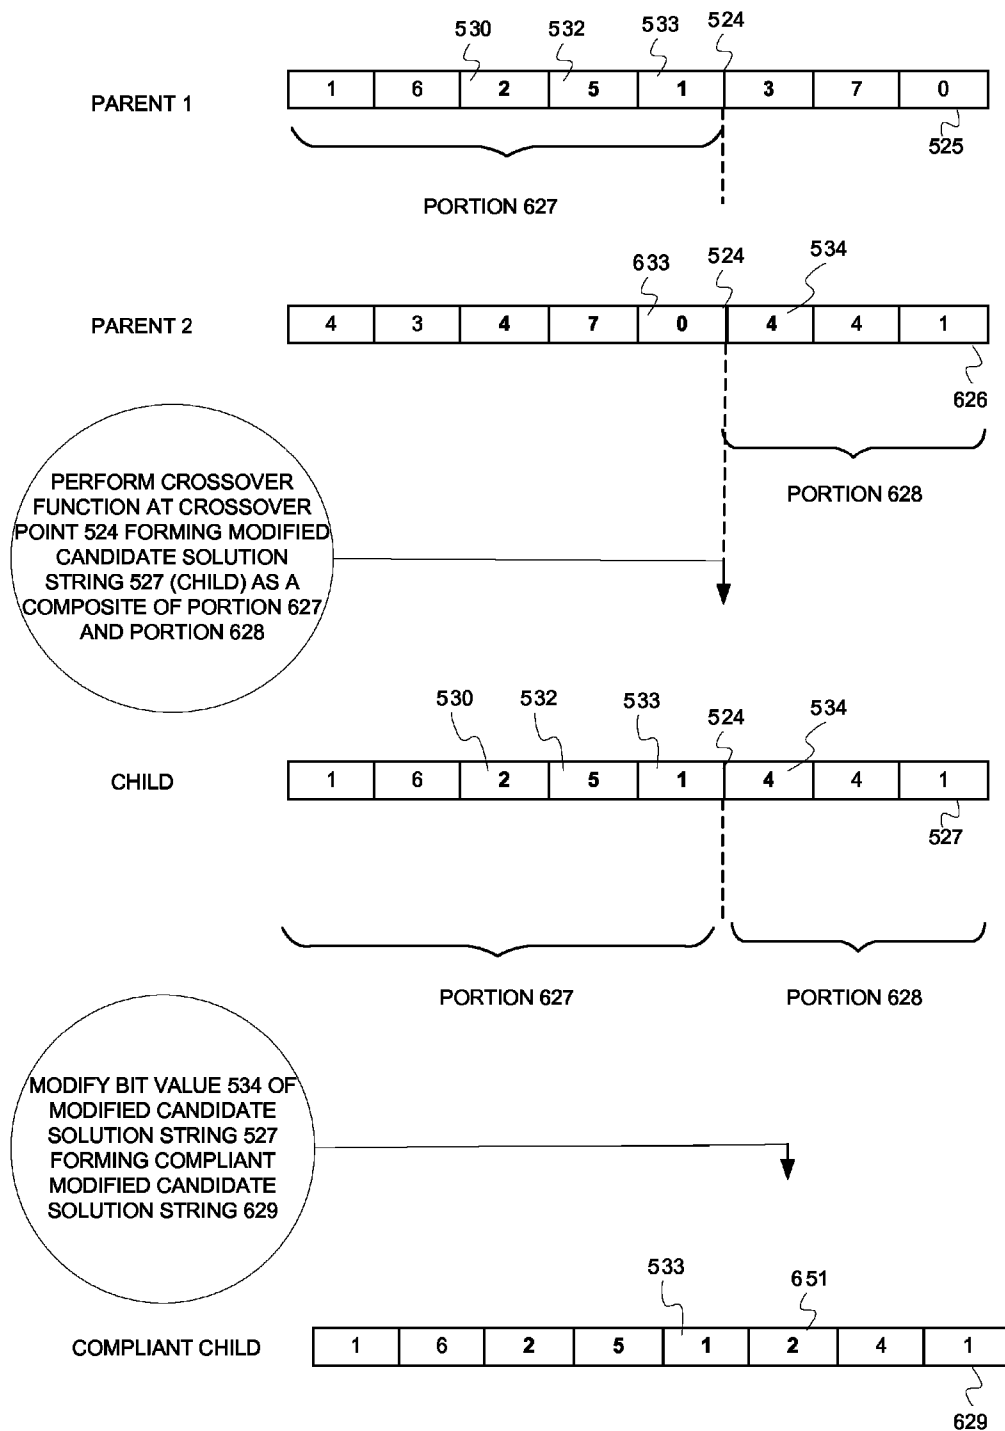 530 532 533 524
PARENT 1 1 6 2 5 1 3 7 0
525
PORTION 627
633 524 534
PARENT 2 4 3 4 7 0 4 4 1
626
PORTION 628
PERFORM CROSSOVER
FUNCTION AT CROSSOVER
POINT 524 FORMING MODIFIED
CANDIDATE SOLUTION
STRING 527 (CHILD) AS A
COMPOSITE OF PORTION 627
AND PORTION 628
530 532 533 524 534
CHILD 1 6 2 5 1 4 4 1
527
PORTION 627 PORTION 628
MODIFY BIT VALUE 534 OF
MODIFIED CANDIDATE
SOLUTION STRING 527
FORMING COMPLIANT
MODIFIED CANDIDATE
SOLUTION STRING 629
533 651
COMPLIANT CHILD 1 6 2 5 1 2 4 1
629